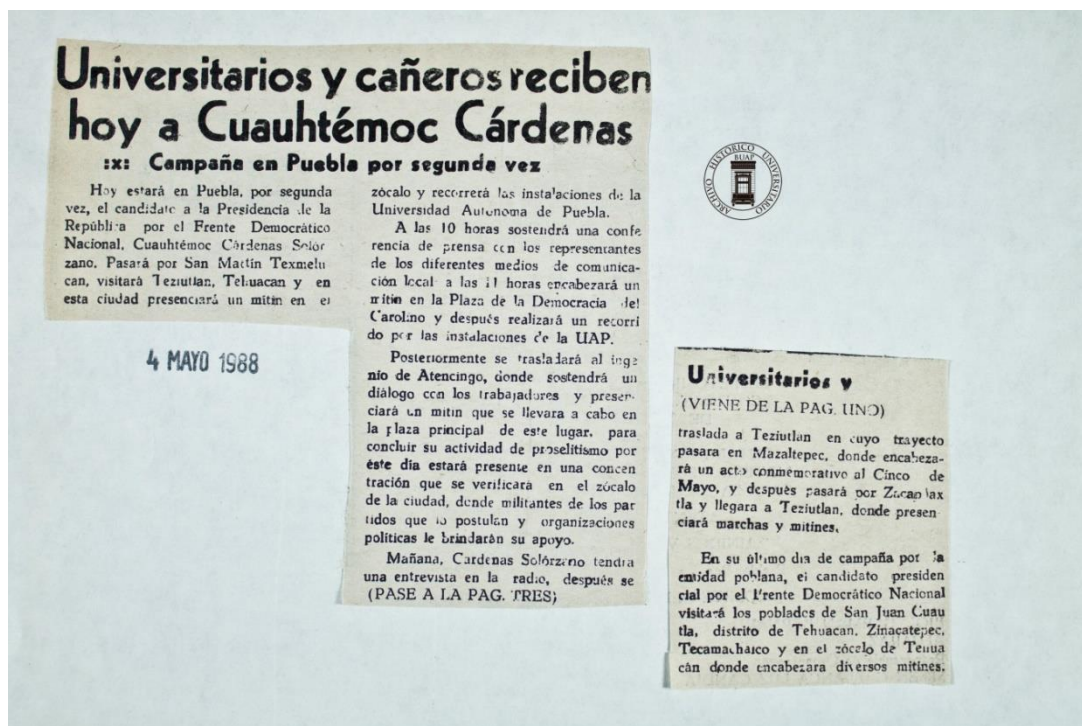 Universitarios y cañeros reciben
hoy a Cuauhtémoc Cárdenas
:x: Campaña en Puebla por segunda vez
Hoy estará en Puebla, por segunda
vez, el candidato a la Presidencia de la
República por el Frente Democrático
Nacional, Cuauhtémoc Cárdenas Solór
zano. Pasará por San Martín Texmelu
can, visitará Teziutlan, Tehuacan y en
esta ciudad presenciará un mitin en el
zócalo y recorrerá las instalaciones de la
Universidad Autonoma de Puebla.
A las 10 horas sostendrá una confe
rencia de prensa con los representantes
de los diferentes medios de comunica-
ción local a las 11 horas encabezará un
mitin en la Plaza de la Democracia del
Carolino y después realizará un recorri
do por las instalaciones de la UAP.
Posteriormente se trasladará al inge
nio de Atencingo, donde sostendrá un
diálogo con los trabajadores y presen-
ciará un mitin que se llevara a cabo en
la plaza principal de este lugar, para
concluir su actividad de proselitismo por
éste día estará presente en una concen
tración que se verificará en el zócalo
de la ciudad, donde militantes de los par
tidos que lo postulan y organizaciones
políticas le brindarán su apoyo.
Mañana, Cardenas Solórzano tendra
una entrevista en la radio, después se
(PASE A LA PAG. TRES)
4 MAYO 1988
ARCHIVO HISTORICO UNIVERSITARIO
BUAP
Universitarios y
(VIENE DE LA PAG. UNO)
traslada a Teziutlan en cuyo trayecto
pasara en Mazaltepec, donde encabeza-
rá un acto conmemorativo al Cinco de
Mayo, y después pasará por Zacapoax
tla y llegara a Teziutlan, donde presen
ciará marchas y mitines.
En su último dia de campaña por la
entidad poblana, el candidato presiden
cial por el Frente Democrático Nacional
visitará los poblades de San Juan Cuau
tla, distrito de Tehuacan, Zinacatepec,
Tecamachalco y en el zócalo de Tehua
cán donde encabezara diversos mitines.